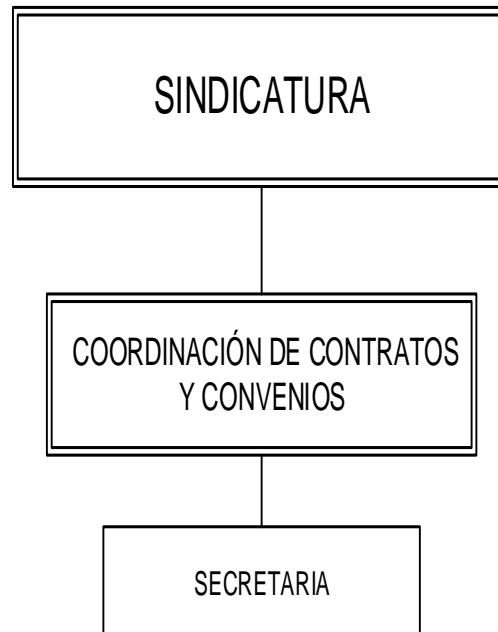 SINDICATURA
COORDINACIÓN DE CONTRATOS
Y CONVENIOS
SECRETARIA